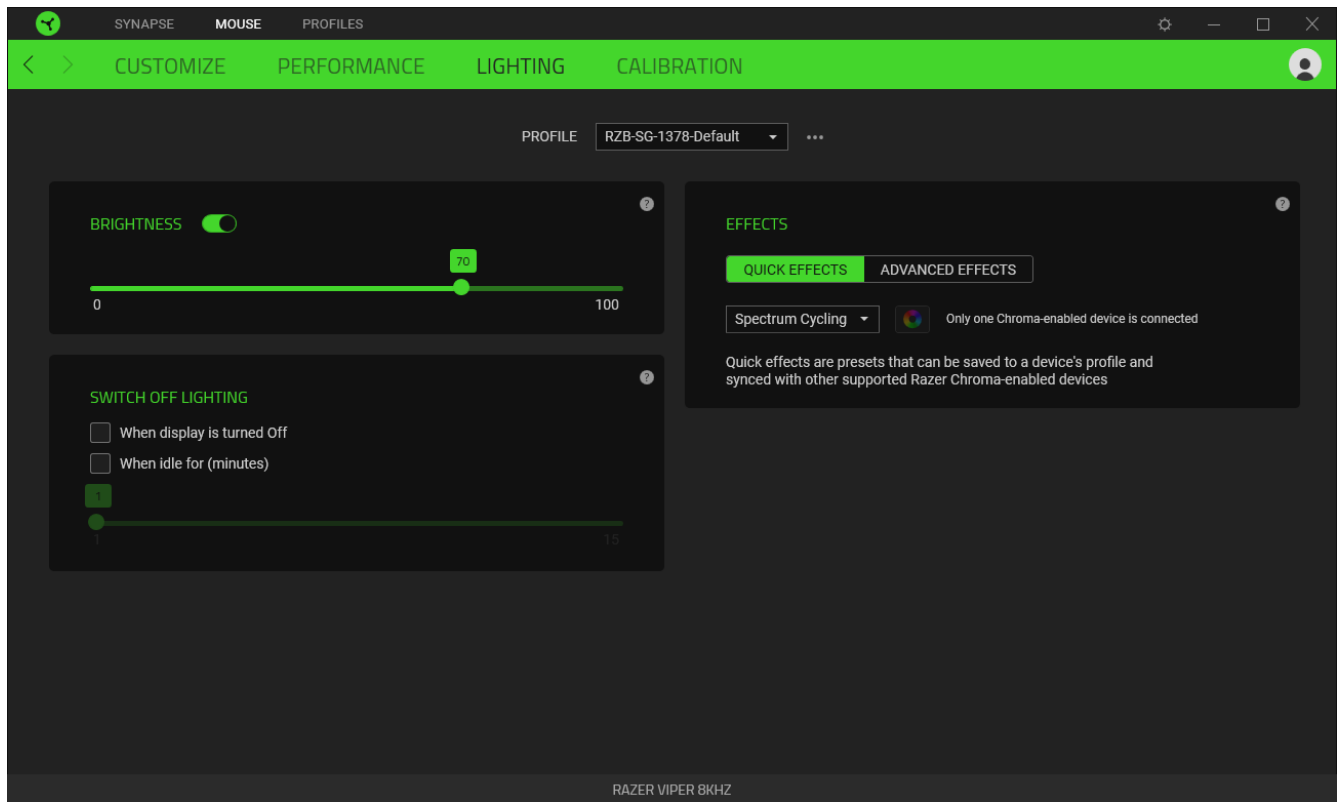 SYNAPSE MOUSE PROFILES
CUSTOMIZE PERFORMANCE LIGHTING CALIBRATION
PROFILE RZB-SG-1378-Default
BRIGHTNESS
70
0 100
SWITCH OFF LIGHTING
When display is turned Off
When idle for (minutes)
1
1 15
EFFECTS
QUICK EFFECTS ADVANCED EFFECTS
Spectrum Cycling Only one Chroma-enabled device is connected
Quick effects are presets that can be saved to a device's profile and
synced with other supported Razer Chroma-enabled devices
RAZER VIPER 8KHZ